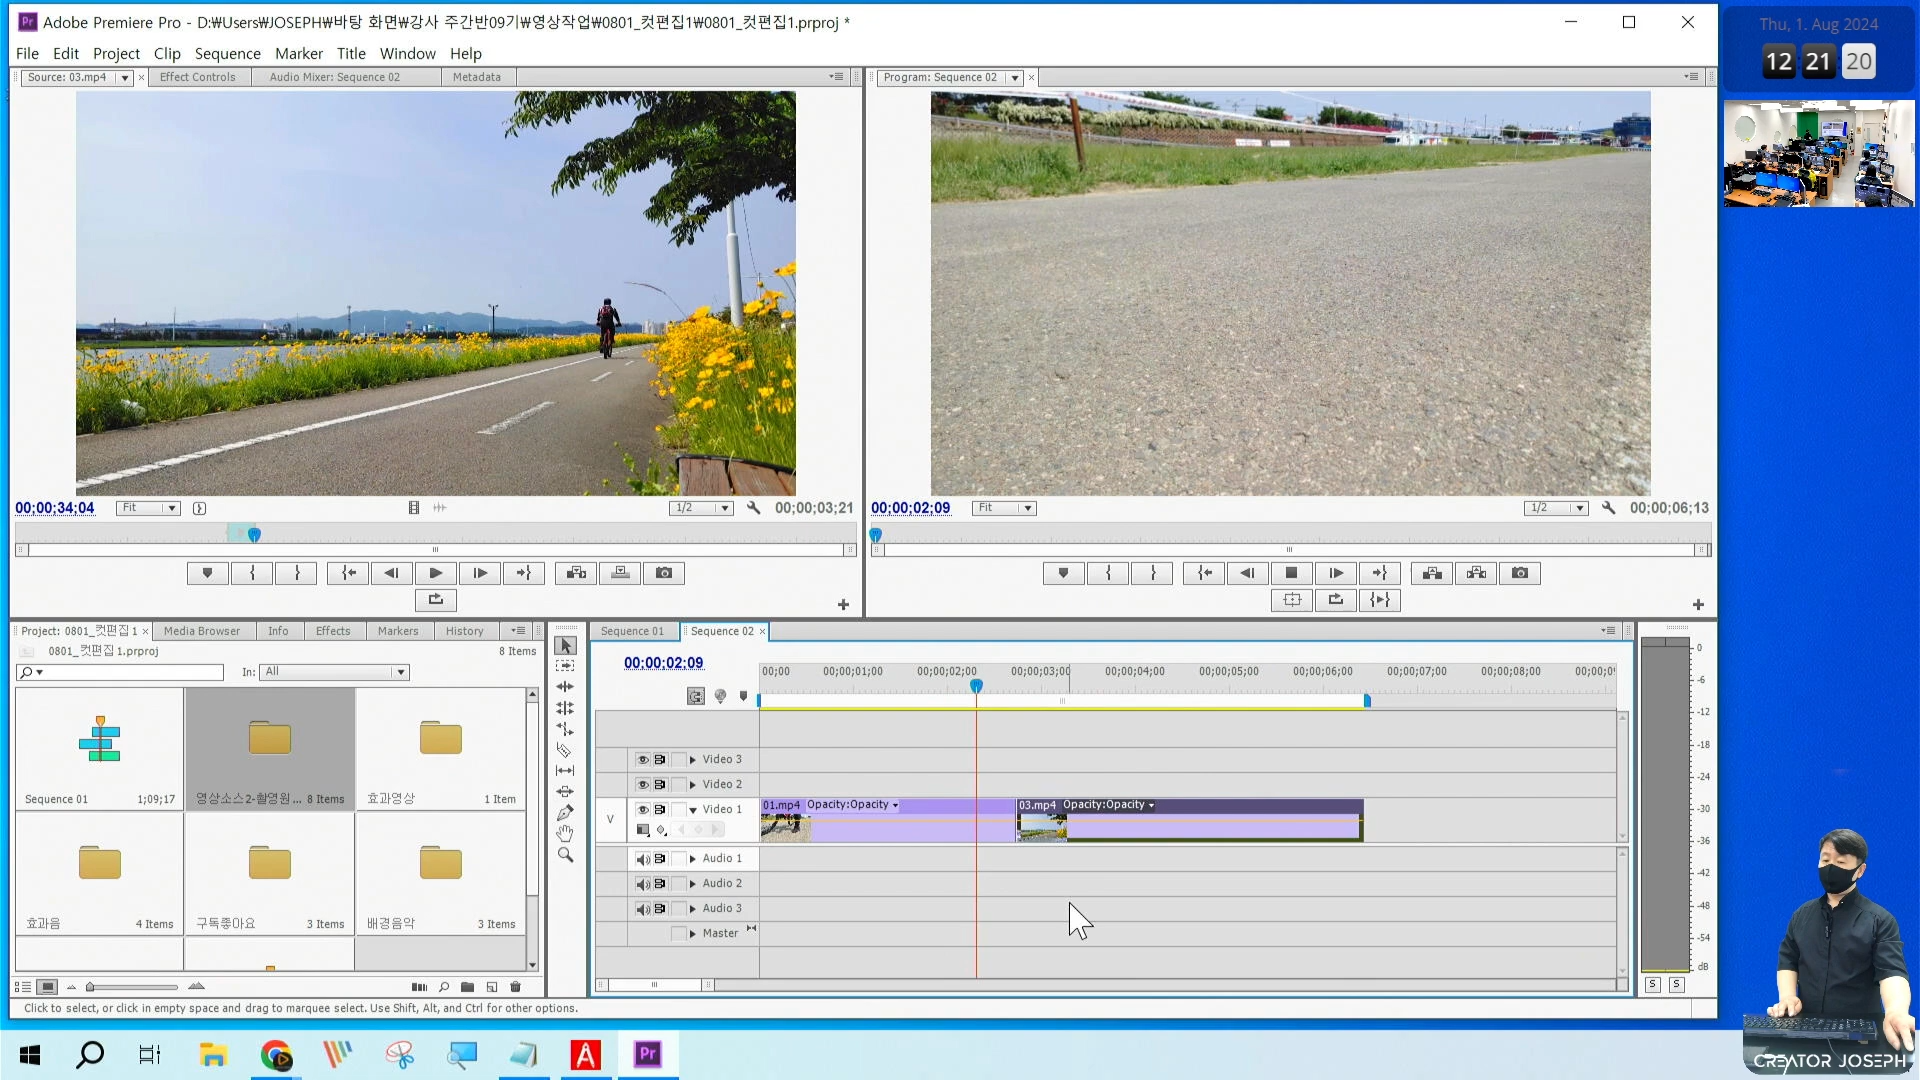 Adobe Premiere Pro - D:₩Users₩JOSEPH₩바탕 화면₩강사 주간반09기₩영상작업₩0801_컷편집1₩0801_컷편집1.prproj *
File Edit Project Clip Sequence Marker Title Window Help
Source: 03.mp4 Effect Controls Audio Mixer: Sequence 02 Metadata
Program: Sequence 02
Thu, 1. Aug 2024
12 21 20
00;00;34;04 Fit 1/2 00;00;03;21
00;00;02;09 Fit 1/2 00;00;06;13
Project: 0801_컷편집 1 Media Browser Info Effects Markers History
0801_컷편집 1.prproj 8 Items
In: All
Sequence 01 1;09;17
영상소스2-촬영원... 8 Items
효과영상 1 Item
효과음 4 Items
구독좋아요 3 Items
배경음악 3 Items
Sequence 01 Sequence 02
00;00;02;09
00;00 00;00;01;00 00;00;02;00 00;00;03;00 00;00;04;00 00;00;05;00 00;00;06;00 00;00;07;00 00;00;08;00
Video 3
Video 2
V Video 1
01.mp4 Opacity:Opacity 03.mp4 Opacity:Opacity
Audio 1
Audio 2
Audio 3
Master
0
-6
-12
-18
-24
-30
-36
-42
-48
-54
dB
S S
Click to select, or click in empty space and drag to marquee select. Use Shift, Alt, and Ctrl for other options.
Pr
CREATOR JOSEPH